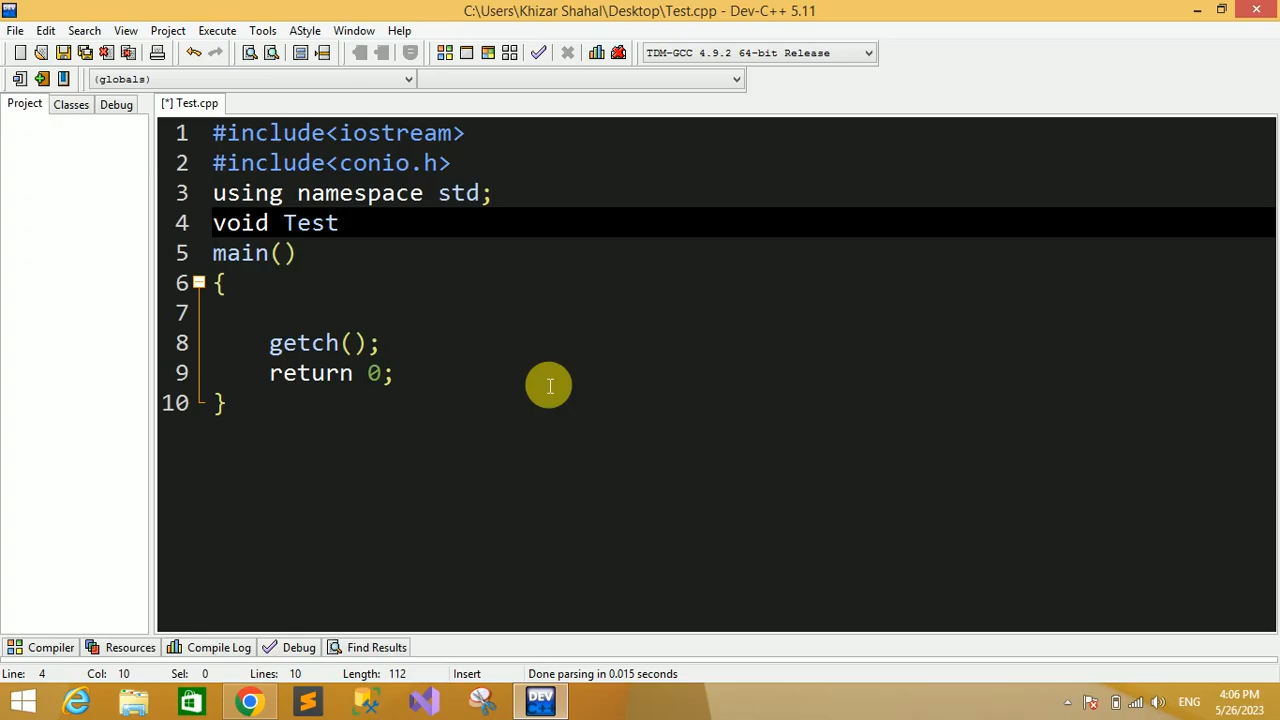 C:\Users\Khizar Shahal\Desktop\Test.cpp - Dev-C++ 5.11
File Edit Search View Project Execute Tools AStyle Window Help
TDM-GCC 4.9.2 64-bit Release
(globals)
Project Classes Debug [*] Test.cpp
1 #include<iostream>
2 #include<conio.h>
3 using namespace std;
4 void Test
5 main()
6 {
7
8 getch();
9 return 0;
10 }
Compiler Resources Compile Log Debug Find Results
Line: 4 Col: 10 Sel: 0 Lines: 10 Length: 112 Insert Done parsing in 0.015 seconds
DEV C++ ENG 4:06 PM
5/26/2023